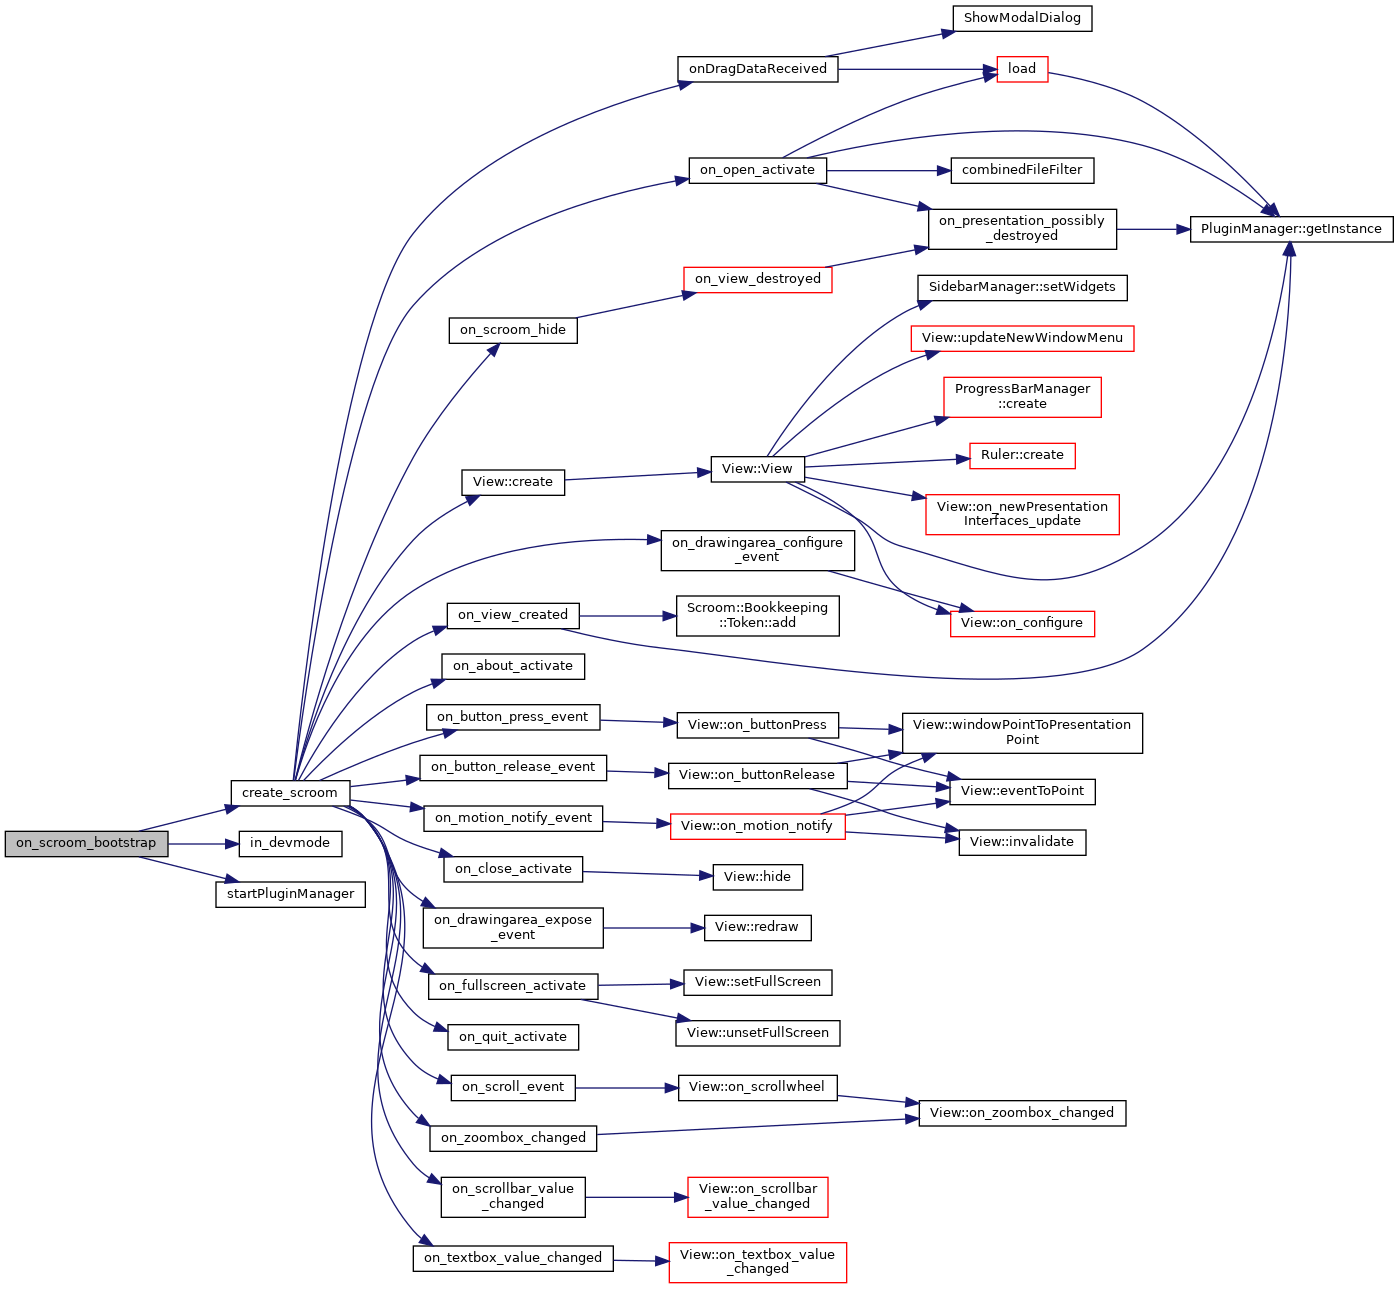 ShowModalDialog
onDragDataReceived
load
on_open_activate
combinedFileFilter
on_presentation_possibly
_destroyed
PluginManager::getInstance
on_view_destroyed
SidebarManager::setWidgets
on_scroom_hide
View::updateNewWindowMenu
ProgressBarManager
::create
Ruler::create
View::View
View::create
View::on_newPresentation
Interfaces_update
on_drawingarea_configure
_event
on_view_created
Scroom::Bookkeeping
::Token::add
View::on_configure
on_about_activate
on_button_press_event
View::on_buttonPress
View::windowPointToPresentation
Point
on_button_release_event
View::on_buttonRelease
create_scroom
View::eventToPoint
on_motion_notify_event
View::on_motion_notify
on_scroom_bootstrap
in_devmode
View::invalidate
on_close_activate
View::hide
startPluginManager
on_drawingarea_expose
_event
View::redraw
on_fullscreen_activate
View::setFullScreen
View::unsetFullScreen
on_quit_activate
on_scroll_event
View::on_scrollwheel
View::on_zoombox_changed
on_zoombox_changed
on_scrollbar_value
_changed
View::on_scrollbar
_value_changed
on_textbox_value_changed
View::on_textbox_value
_changed